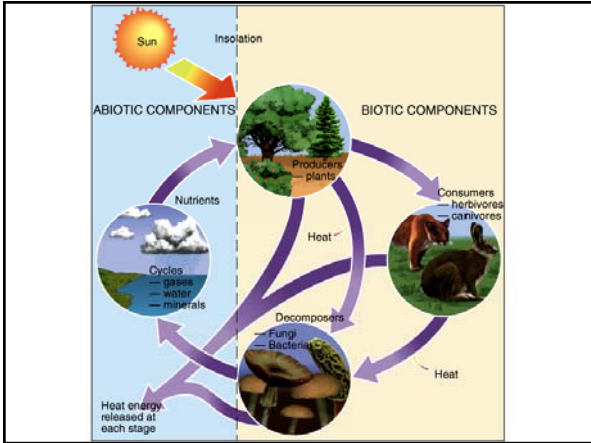 Sun
Insolation
ABIOTIC COMPONENTS
BIOTIC COMPONENTS
Producers
— plants
Consumers
— herbivores
— carnivores
Nutrients
Heat
Cycles
— gases
— water
— minerals
Decomposers
— Fungi
— Bacteria
Heat
Heat energy
released at
each stage